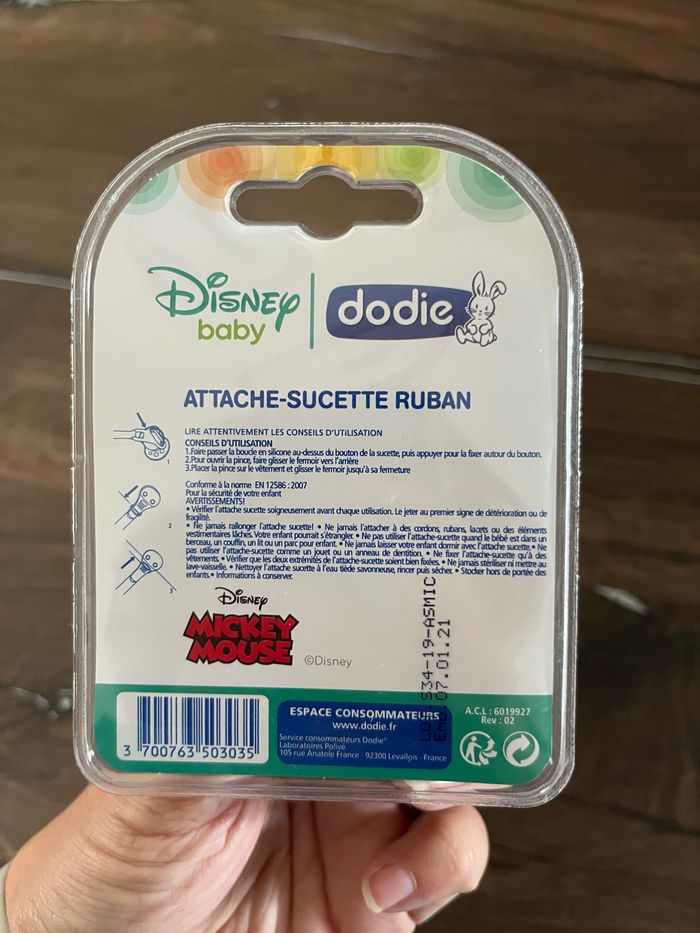 Disney baby
dodie
ATTACHE-SUCETTE RUBAN
LIRE ATTENTIVEMENT LES CONSEILS D'UTILISATION
CONSEILS D'UTILISATION
1.Faire passer la boucle en silicone au-dessus du bouton de la sucette, puis appuyer pour la fixer autour du bouton.
2.Pour ouvrir la pince, faire glisser le fermoir vers l'arrière
3.Placer la pince sur le vêtement et glisser le fermoir jusqu'à sa fermeture
1
2
3
Conforme à la norme EN 12586 : 2007
Pour la sécurité de votre enfant
AVERTISSEMENTS!
• Vérifier l'attache sucette soigneusement avant chaque utilisation. Le jeter au premier signe de détérioration ou de
fragilité.
• Ne jamais rallonger l'attache sucette! • Ne jamais l'attacher à des cordons, rubans, lacets ou des éléments
vestimentaires lâches. Votre enfant pourrait s'étrangler. • Ne pas utiliser l'attache-sucette quand le bébé est dans un
berceau, un couffin, un lit ou un parc pour enfant. • Ne jamais laisser votre enfant dormir avec l'attache sucette. • Ne
pas utiliser l'attache-sucette comme un jouet ou un anneau de dentition. • Ne fixer l'attache-sucette qu'à des
vêtements. • Vérifier que les deux extrémités de l'attache-sucette soient bien fixées. • Ne jamais stériliser ni mettre au
lave-vaisselle. • Nettoyer l'attache sucette à l'eau tiède savonneuse, rincer puis sécher. • Stocker hors de portée des
enfants. • Informations à conserver.
Disney
MICKEY
MOUSE
©Disney
934-19-ASMIC
07.01.21
3 700763 503035
ESPACE CONSOMMATEURS
www.dodie.fr
Service consommateurs Dodie®
Laboratoires Polivé
105 rue Anatole France - 92300 Levallois - France
A.C.L : 6019927
Rev : 02